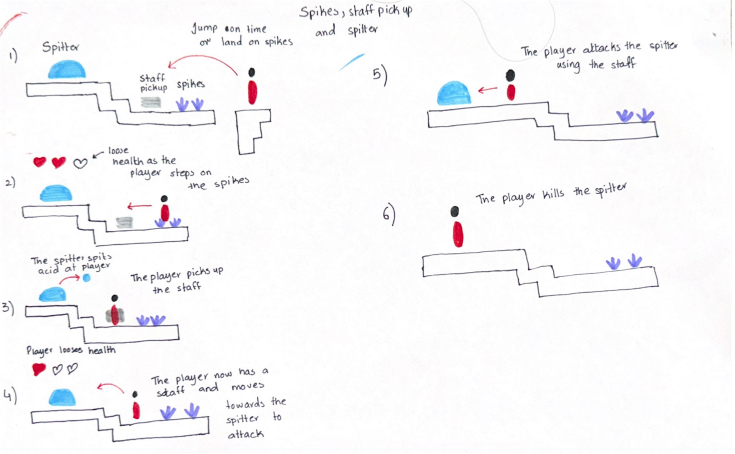 Spikes, staff pick up
and spitter
1)
Spitter
Jump on time
or land on spikes
Staff
pickup
spikes
loose
health as the
player steps on
the spikes
2)
The spitter spits
acid at player
The player picks up
the staff
3)
Player looses health
4)
The player now has a
staff and moves
towards the
spitter to
attack
5)
The player attacks the spitter
using the staff
6)
The player kills the spitter